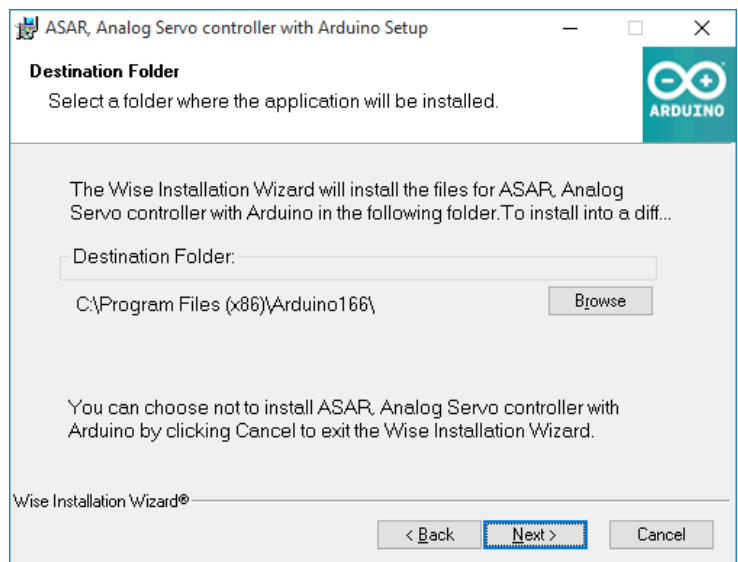 ASAR, Analog Servo controller with Arduino Setup
Destination Folder
Select a folder where the application will be installed.
ARDUINO
The Wise Installation Wizard will install the files for ASAR, Analog
Servo controller with Arduino in the following folder.To install into a diff...
Destination Folder:
C:\Program Files (x86)\Arduino166\
Browse
You can choose not to install ASAR, Analog Servo controller with
Arduino by clicking Cancel to exit the Wise Installation Wizard.
Wise Installation Wizard®
< Back Next > Cancel